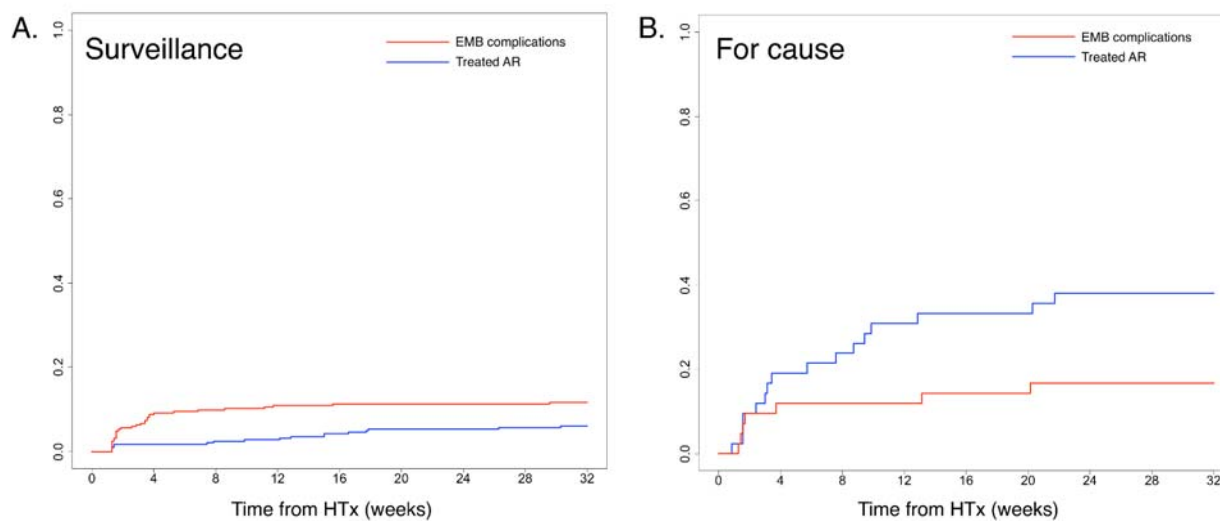 A.
Surveillance
EMB complications
Treated AR
1.0
0.8
0.6
0.4
0.2
0.0
0 4 8 12 16 20 24 28 32
Time from HTx (weeks)
B.
For cause
EMB complications
Treated AR
1.0
0.8
0.6
0.4
0.2
0.0
0 4 8 12 16 20 24 28 32
Time from HTx (weeks)